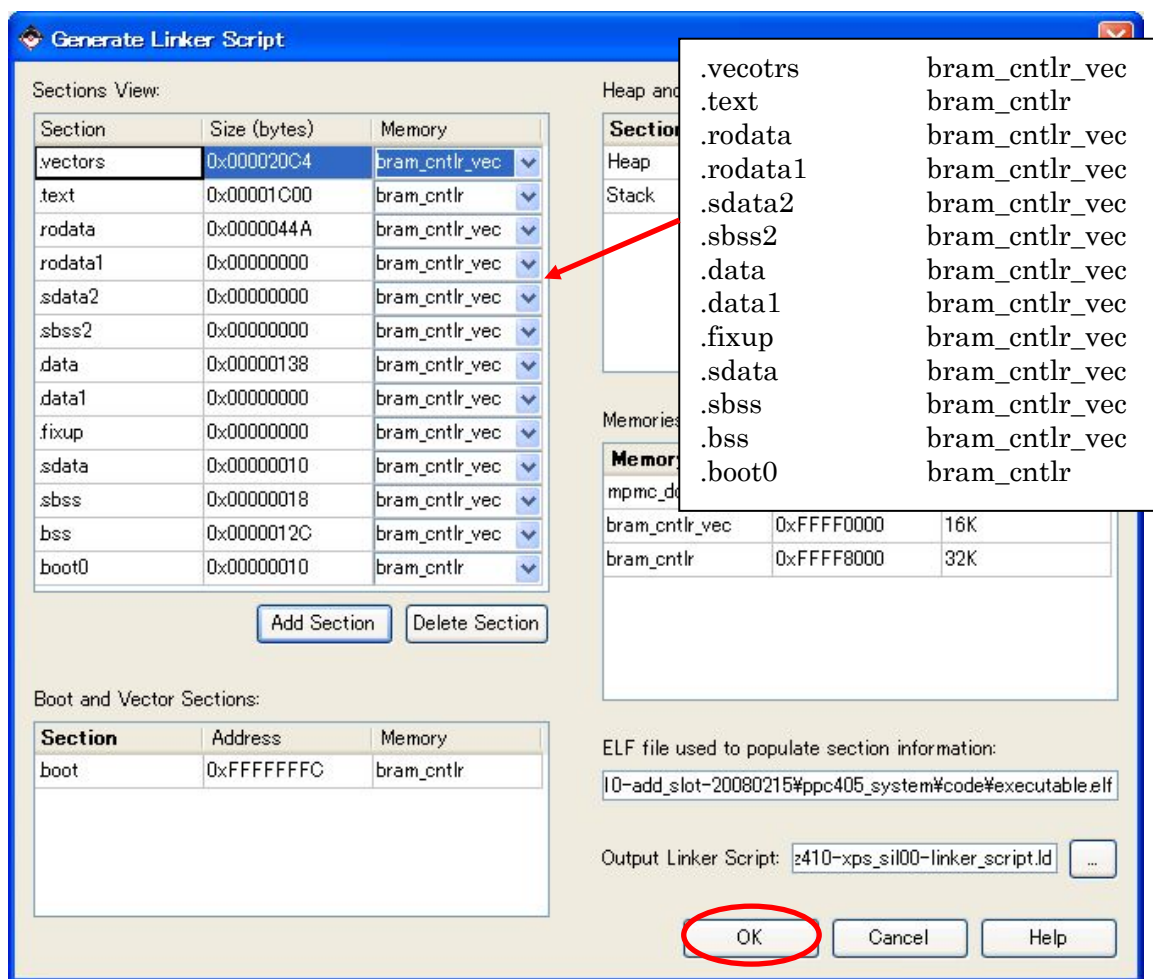 Generate Linker Script
Sections View:
Section Size (bytes) Memory
.vectors 0x000020C4 bram_cntlr_vec
.text 0x00001C00 bram_cntlr
.rodata 0x0000044A bram_cntlr_vec
.rodata1 0x00000000 bram_cntlr_vec
.sdata2 0x00000000 bram_cntlr_vec
.sbss2 0x00000000 bram_cntlr_vec
.data 0x00000138 bram_cntlr_vec
.data1 0x00000000 bram_cntlr_vec
.fixup 0x00000000 bram_cntlr_vec
.sdata 0x00000010 bram_cntlr_vec
.sbss 0x00000018 bram_cntlr_vec
.bss 0x0000012C bram_cntlr_vec
.boot0 0x00000010 bram_cntlr
Add Section Delete Section
Boot and Vector Sections:
Section Address Memory
.boot 0xFFFFFFFC bram_cntlr
Heap and
Section
Heap
Stack
.vecotrs bram_cntlr_vec
.text bram_cntlr
.rodata bram_cntlr_vec
.rodata1 bram_cntlr_vec
.sdata2 bram_cntlr_vec
.sbss2 bram_cntlr_vec
.data bram_cntlr_vec
.data1 bram_cntlr_vec
.fixup bram_cntlr_vec
.sdata bram_cntlr_vec
.sbss bram_cntlr_vec
.bss bram_cntlr_vec
.boot0 bram_cntlr
Memories
Memor
bram_cntlr_vec 0xFFFF0000 16K
bram_cntlr 0xFFFF8000 32K
ELF file used to populate section information:
10-add_slot-20080215¥ppc405_system¥code¥executable.elf
Output Linker Script: z410-xps_sil00-linker_script.ld ...
OK Cancel Help